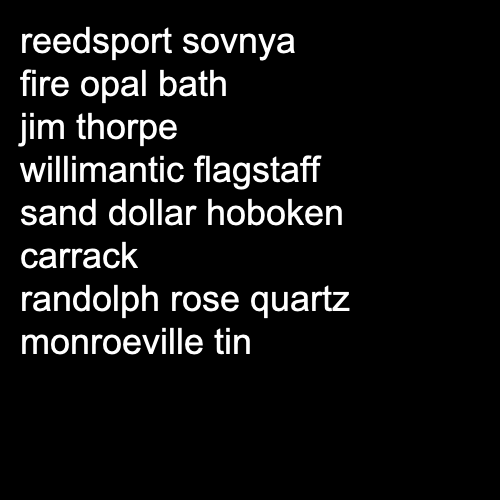 reedsport sovnya
fire opal bath
jim thorpe
willimantic flagstaff
sand dollar hoboken
carrack
randolph rose quartz
monroeville tin